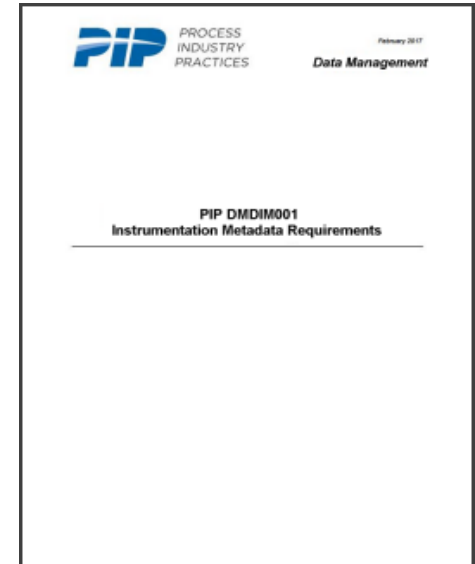 PIP
PROCESS
INDUSTRY
PRACTICES
February 2017
Data Management
PIP DMDIM001
Instrumentation Metadata Requirements